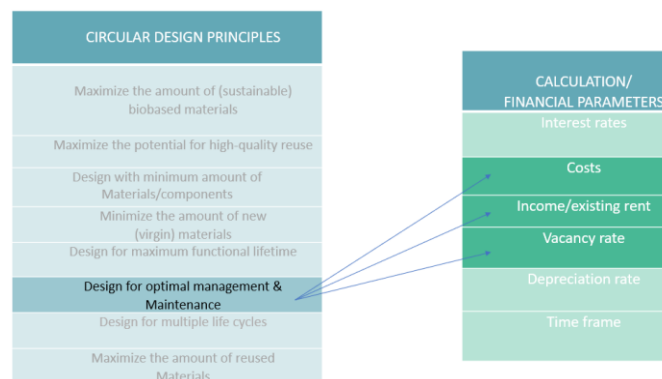 CIRCULAR DESIGN PRINCIPLES
Maximize the amount of (sustainable)
biobased materials
Maximize the potential for high-quality reuse
Design with minimum amount of
Materials/components
Minimize the amount of new
(virgin) materials
Design for maximum functional lifetime
Design for optimal management &
Maintenance
Design for multiple life cycles
Maximize the amount of reused
Materials
CALCULATION/
FINANCIAL PARAMETERS
Interest rates
Costs
Income/existing rent
Vacancy rate
Depreciation rate
Time frame